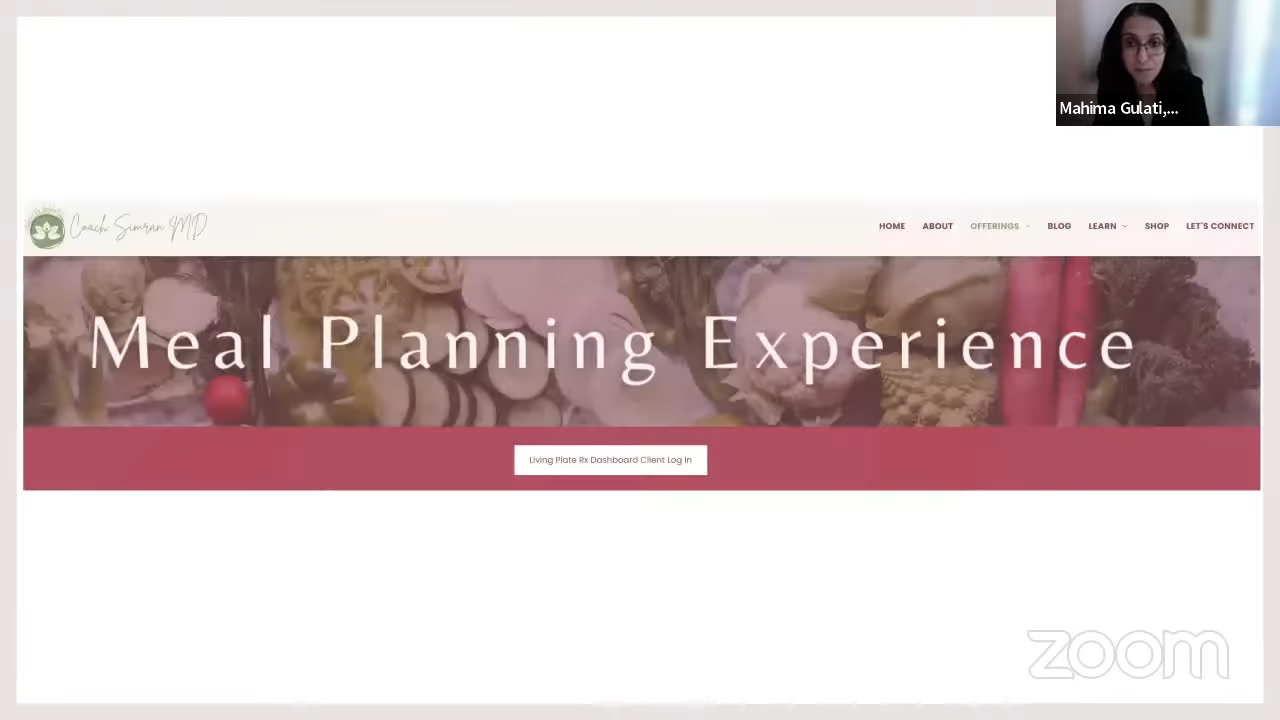 Mahima Gulati,...
Coach Simran MD
HOME ABOUT OFFERINGS BLOG LEARN SHOP LET'S CONNECT
Meal Planning Experience
Living Plate Rx Dashboard Client Log In
zoom